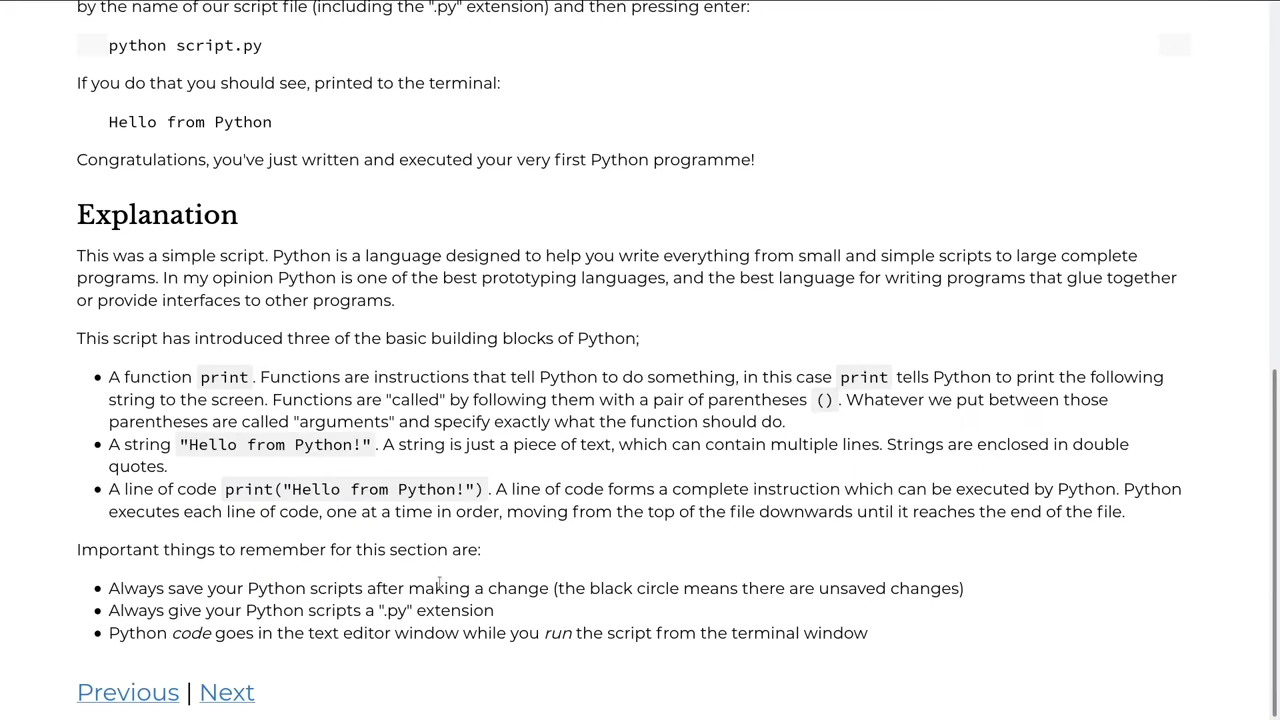 by the name of our script file (including the ".py" extension) and then pressing enter:
python script.py
If you do that you should see, printed to the terminal:
Hello from Python
Congratulations, you've just written and executed your very first Python programme!
Explanation
This was a simple script. Python is a language designed to help you write everything from small and simple scripts to large complete
programs. In my opinion Python is one of the best prototyping languages, and the best language for writing programs that glue together
or provide interfaces to other programs.
This script has introduced three of the basic building blocks of Python;
• A function print. Functions are instructions that tell Python to do something, in this case print tells Python to print the following
string to the screen. Functions are "called" by following them with a pair of parentheses (). Whatever we put between those
parentheses are called "arguments" and specify exactly what the function should do.
• A string "Hello from Python!". A string is just a piece of text, which can contain multiple lines. Strings are enclosed in double
quotes.
• A line of code print("Hello from Python!"). A line of code forms a complete instruction which can be executed by Python. Python
executes each line of code, one at a time in order, moving from the top of the file downwards until it reaches the end of the file.
Important things to remember for this section are:
• Always save your Python scripts after making a change (the black circle means there are unsaved changes)
• Always give your Python scripts a ".py" extension
• Python code goes in the text editor window while you run the script from the terminal window
Previous | Next